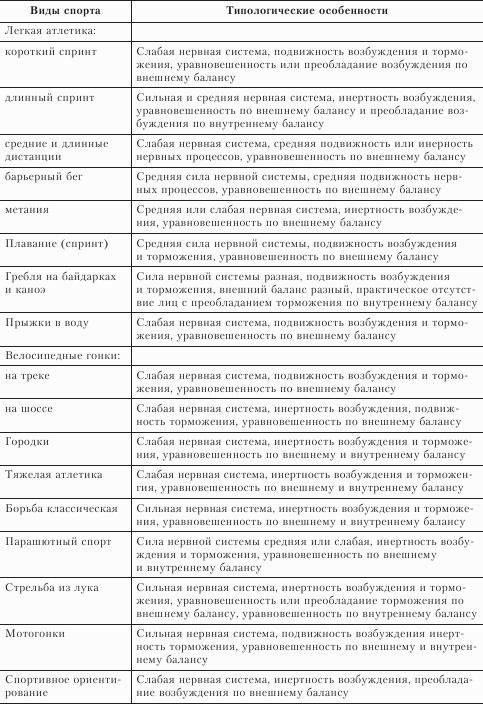 Виды спорта Типологические особенности
Легкая атлетика:
короткий спринт Слабая нервная система, подвижность возбуждения и тормо-
жения, уравновешенность или преобладание возбуждения по
внешнему балансу
длинный спринт Сильная и средняя нервная система, инертность возбуждения,
уравновешенность по внешнему балансу и преобладание воз-
буждения по внутреннему балансу
средние и длинные Слабая нервная система, средняя подвижность или инерность
дистанции нервных процессов, уравновешенность по внешнему балансу
барьерный бег Средняя сила нервной системы, средняя подвижность нерв-
ных процессов, уравновешенность по внешнему балансу
метания Средняя или слабая нервная система, инертность возбужде-
ния, уравновешенность по внешнему балансу
Плавание (спринт) Средняя сила нервной системы, подвижность возбуждения
и торможения, уравновешенность по внешнему балансу
Гребля на байдарках Сила нервной системы разная, подвижность возбуждения
и каноэ и торможения, внешний баланс разный, практическое отсутст-
вие лиц с преобладанием торможения по внутреннему балансу
Прыжки в воду Слабая нервная система, подвижность возбуждения и тормо-
жения, уравновешенность по внешнему балансу
Велосипедные гонки:
на треке Слабая нервная система, подвижность возбуждения и тормо-
жения, уравновешенность по внешнему балансу
на шоссе Слабая нервная система, инертность возбуждения, подвиж-
ность торможения, уравновешенность по внешнему балансу
Городки Слабая нервная система, инертность возбуждения и торможе-
ния, уравновешенность по внешнему и внутреннему балансу
Тяжелая атлетика Слабая нервная система, инертность возбуждения и торможен-
гия, уравновешенность по внешнему и внутреннему балансу
Борьба классическая Сильная нервная система, инертность возбуждения и торможе-
ния, уравновешенность по внешнему и внутреннему балансу
Парашютный спорт Сила нервной системы средняя или слабая, инертность возбу-
ждения и торможения, уравновешенность по внешнему
и внутреннему балансу
Стрельба из лука Сильная нервная система, инертность возбуждения и тормо-
жения, уравновешенность или преобладание торможения по
внешнему балансу, уравновешенность по внутреннему балансу
Мотогонки Сильная нервная система, подвижность возбуждения инерт-
ность торможения, уравновешенность по внешнему и внутрен-
нему балансу
Спортивное ориенти- Слабая нервная система, инертность возбуждения, преоблада-
рование ние возбуждения по внешнему балансу